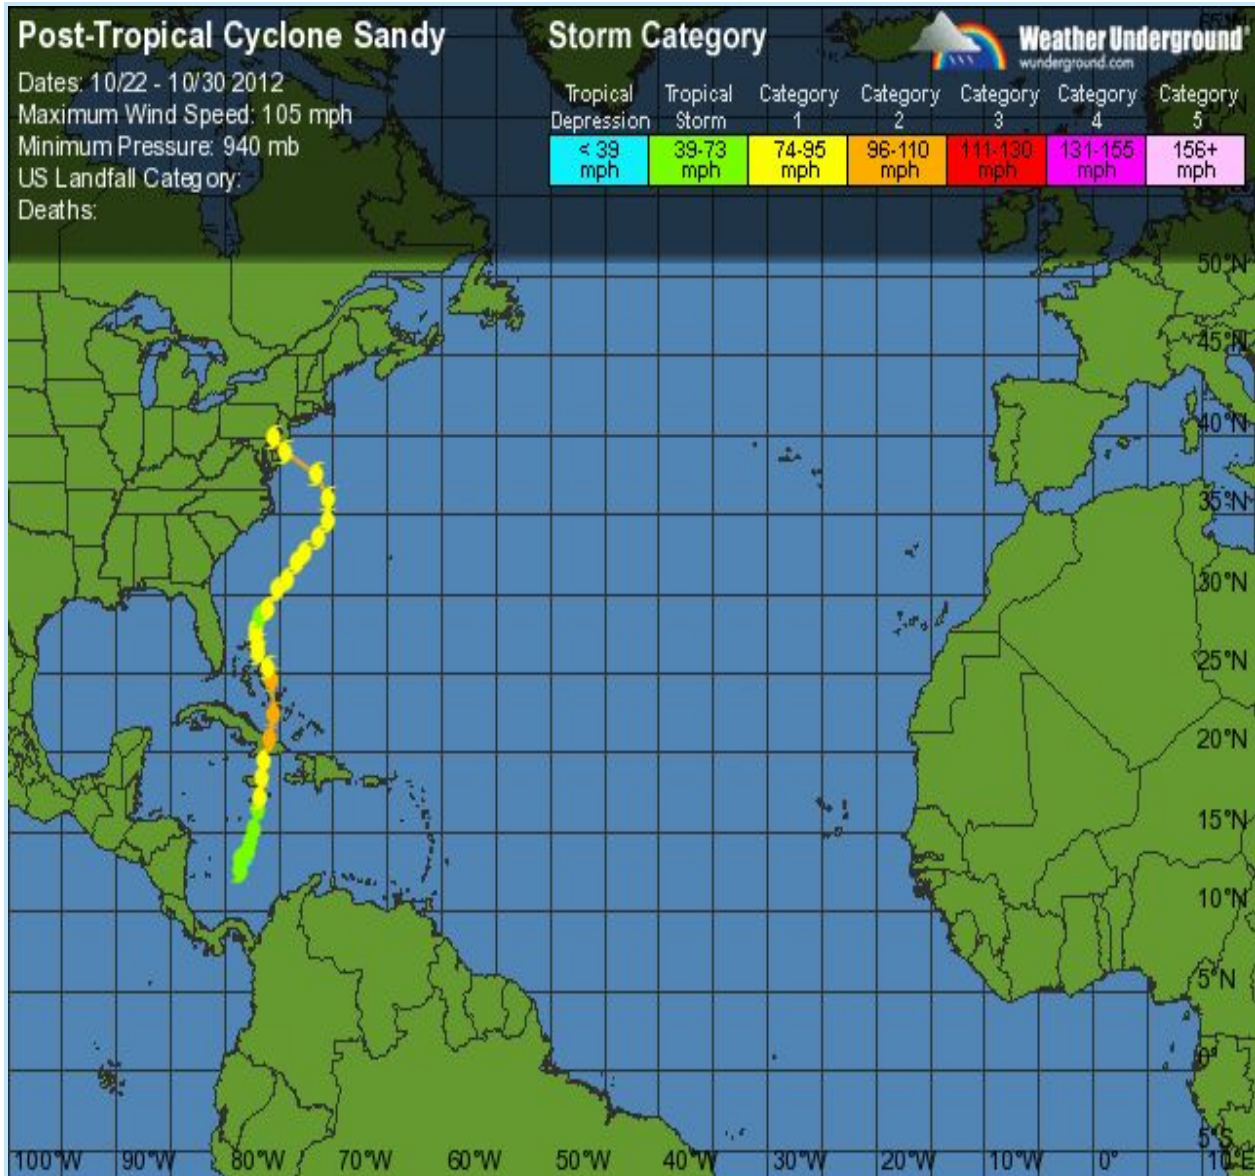 Post-Tropical Cyclone Sandy
Dates: 10/22 - 10/30 2012
Maximum Wind Speed: 105 mph
Minimum Pressure: 940 mb
US Landfall Category:
Deaths:
Storm Category
Weather Underground®
wunderground.com
Tropical Depression
Tropical Storm
Category 1
Category 2
Category 3
Category 4
Category 5
< 39 mph
39-73 mph
74-95 mph
96-110 mph
111-130 mph
131-155 mph
156+ mph
50°N
45°N
40°N
35°N
30°N
25°N
20°N
15°N
10°N
5°N
0°
5°S
100°W 90°W 80°W 70°W 60°W 50°W 40°W 30°W 20°W 10°W 0° 10°E